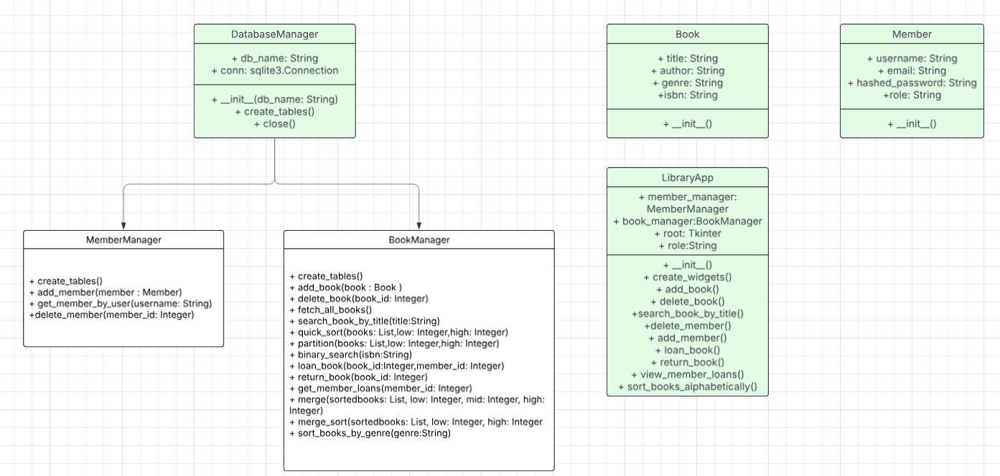 DatabaseManager
+ db_name: String
+ conn: sqlite3.Connection
+ __init__(db_name: String)
+ create_tables()
+ close()
Book
+ title: String
+ author: String
+ genre: String
+isbn: String
+ __init__()
Member
+ username: String
+ email: String
+ hashed_password: String
+role: String
+ __init__()
MemberManager
+ create_tables()
+ add_member(member : Member)
+ get_member_by_user(username: String)
+delete_member(member_id: Integer)
BookManager
+ create_tables()
+ add_book(book : Book )
+ delete_book(book_id: Integer)
+ fetch_all_books()
+ search_book_by_title(title:String)
+ quick_sort(books: List,low: Integer,high: Integer)
+ partition(books: List,low: Integer,high: Integer)
+ binary_search(isbn:String)
+ loan_book(book_id:Integer,member_id: Integer)
+ return_book(book_id: Integer)
+ get_member_loans(member_id: Integer)
+ merge(sortedbooks: List, low: Integer, mid: Integer, high:
Integer)
+ merge_sort(sortedbooks: List, low: Integer, high: Integer
+ sort_books_by_genre(genre:String)
LibraryApp
+ member_manager:
MemberManager
+ book_manager:BookManager
+ root: Tkinter
+ role:String
+ __init__()
+ create_widgets()
+ add_book()
+ delete_book()
+search_book_by_title()
+delete_member()
+ add_member()
+ loan_book()
+ return_book()
+ view_member_loans()
+ sort_books_alphabetically()